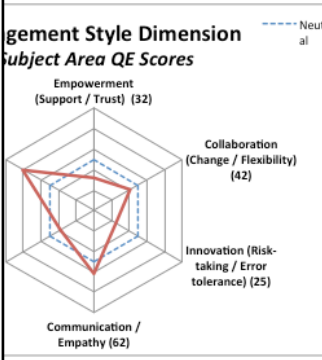 gement Style Dimension
Subject Area QE Scores
Neut
al
Empowerment
(Support / Trust) (32)
Collaboration
(Change / Flexibility)
(42)
Innovation (Risk-
taking / Error
tolerance) (25)
Communication /
Empathy (62)